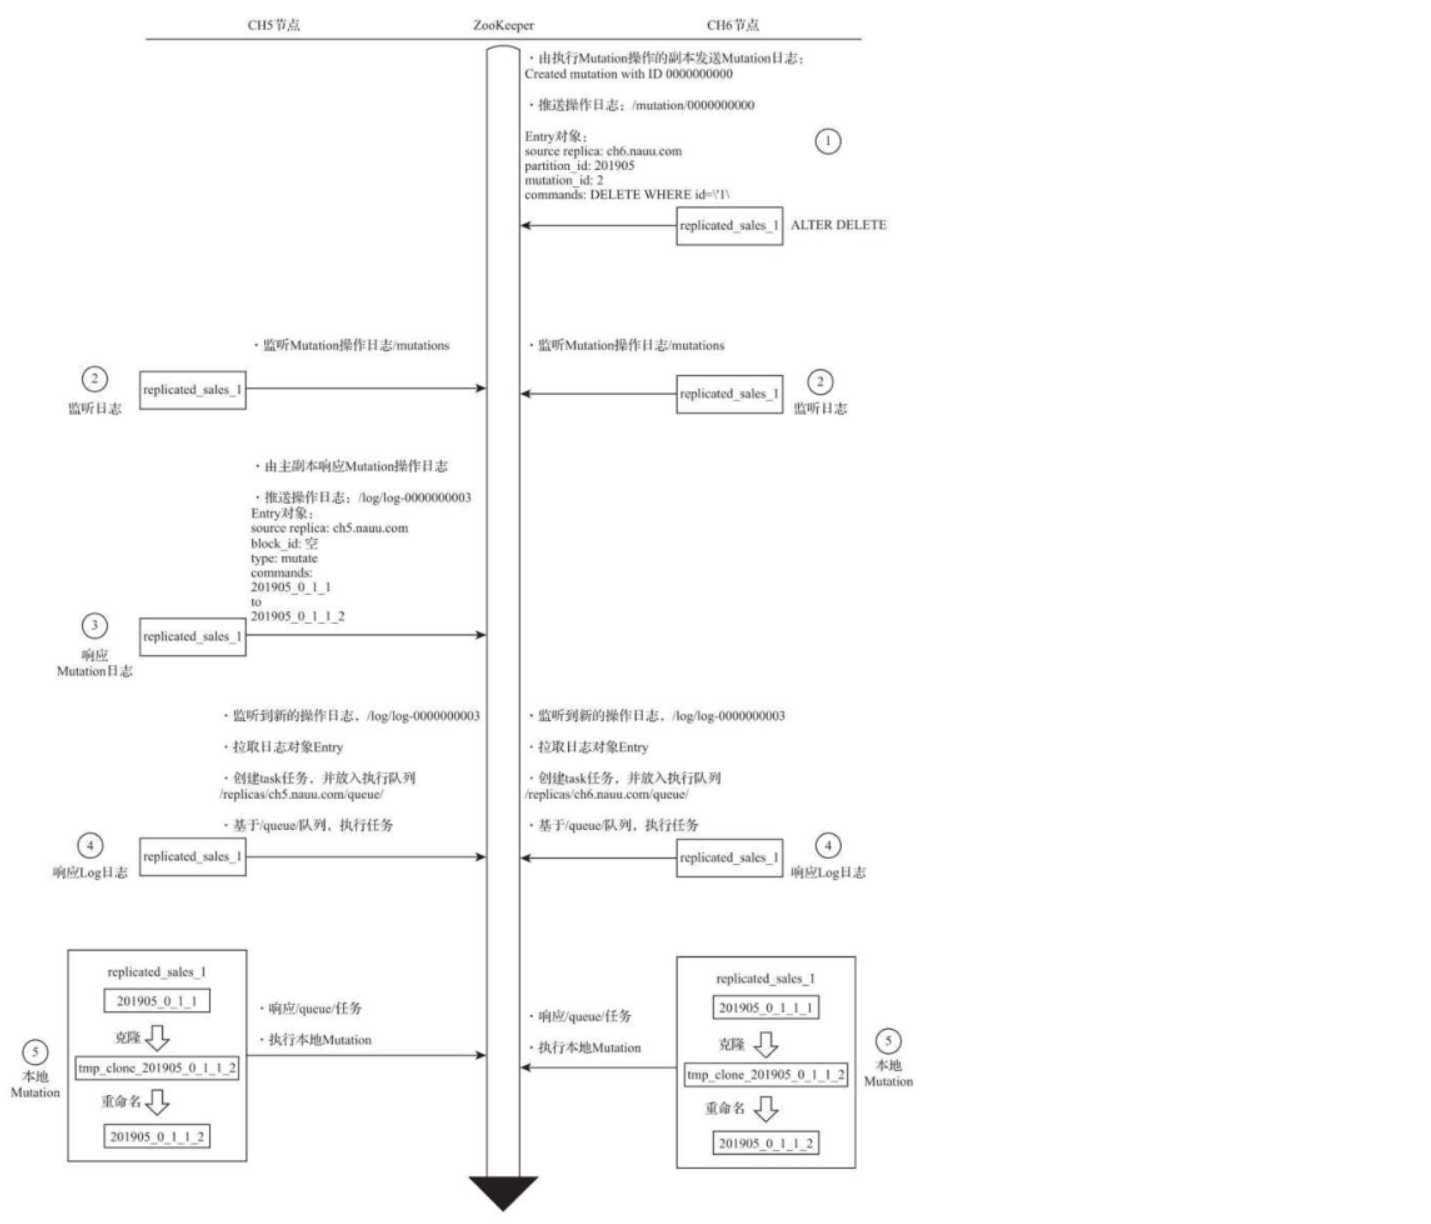 CH5节点
ZooKeeper
CH6节点
· 由执行Mutation操作的副本发送Mutation日志：
Created mutation with ID 0000000000
· 推送操作日志：/mutation/0000000000
Entry对象：
source replica: ch6.nauu.com
partition_id: 201905
mutation_id: 2
commands: DELETE WHERE id=\'1\
①
replicated_sales_1
ALTER DELETE
· 监听Mutation操作日志/mutations
②
监听日志
replicated_sales_1
· 监听Mutation操作日志/mutations
replicated_sales_1
②
监听日志
· 由主副本响应Mutation操作日志
· 推送操作日志：/log/log-0000000003
Entry对象：
source replica: ch5.nauu.com
block_id: 空
type: mutate
commands:
201905_0_1_1
to
201905_0_1_1_2
③
响应
Mutation日志
replicated_sales_1
· 监听到新的操作日志，/log/log-0000000003
· 拉取日志对象Entry
· 创建task任务，并放入执行队列
/replicas/ch5.nauu.com/queue/
· 基于/queue/队列，执行任务
④
响应Log日志
replicated_sales_1
· 监听到新的操作日志，/log/log-0000000003
· 拉取日志对象Entry
· 创建task任务，并放入执行队列
/replicas/ch6.nauu.com/queue/
· 基于/queue/队列，执行任务
replicated_sales_1
④
响应Log日志
⑤
本地
Mutation
replicated_sales_1
201905_0_1_1
克隆
tmp_clone_201905_0_1_1_2
重命名
201905_0_1_1_2
· 响应/queue/任务
· 执行本地Mutation
· 响应/queue/任务
· 执行本地Mutation
replicated_sales_1
201905_0_1_1_1
克隆
tmp_clone_201905_0_1_1_2
重命名
201905_0_1_1_2
⑤
本地
Mutation